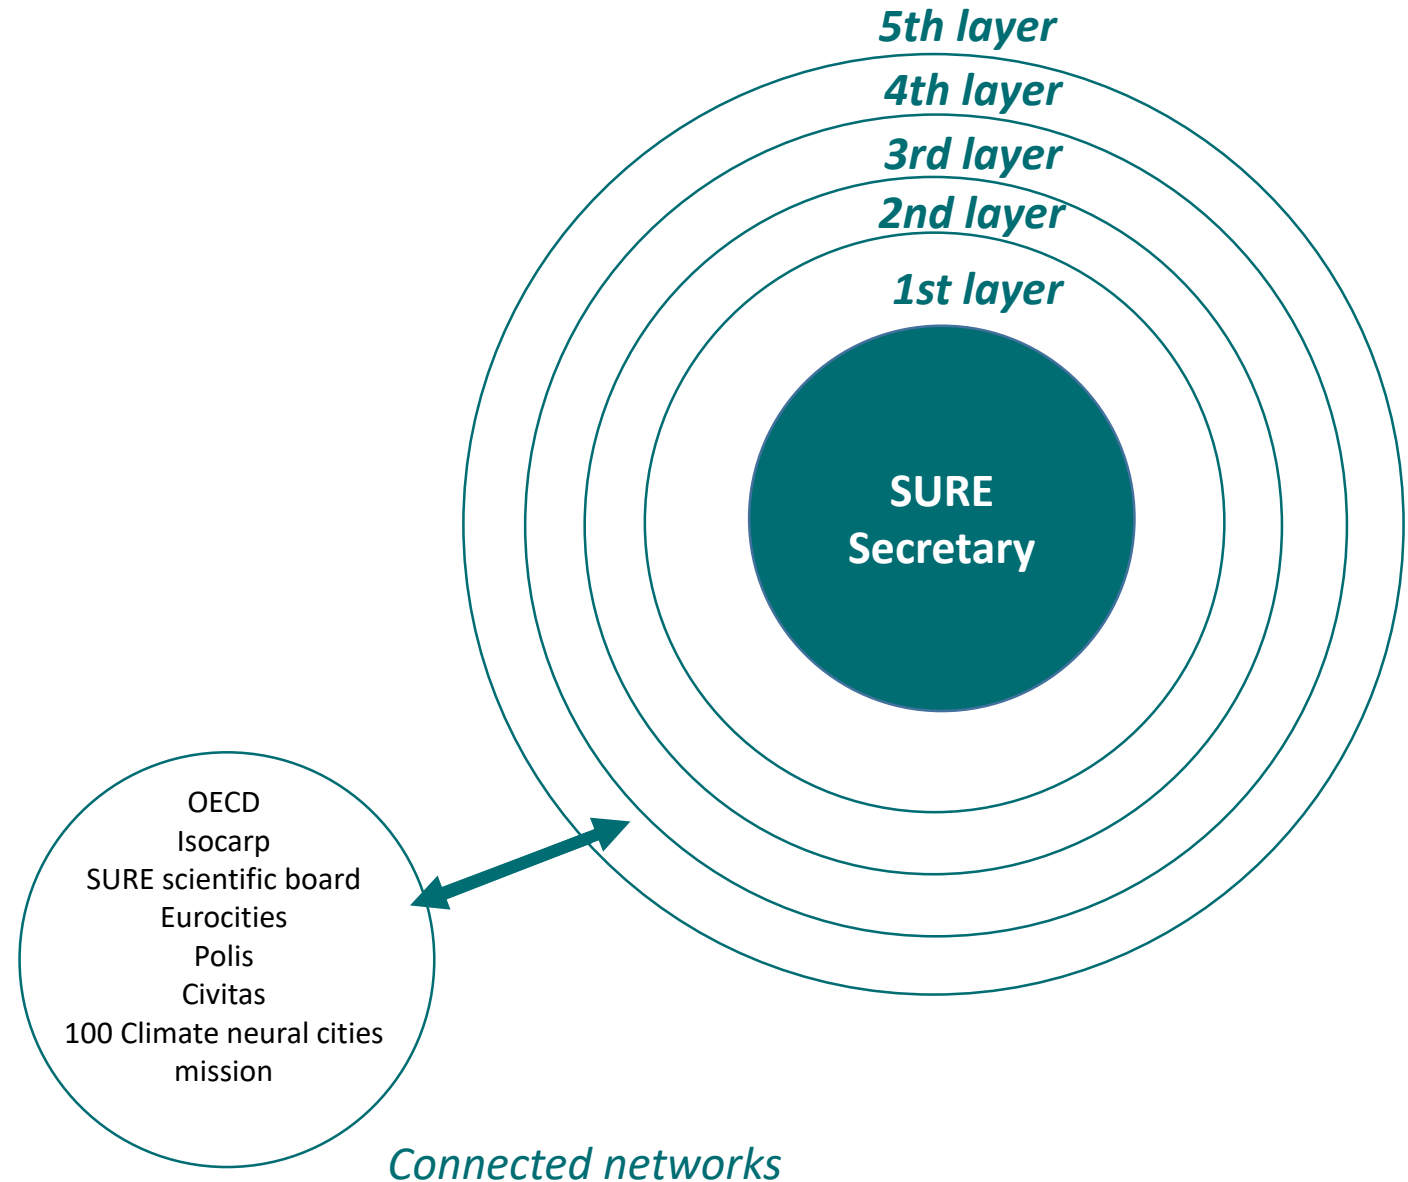 5th layer
4th layer
3rd layer
2nd layer
1st layer
SURE
Secretary
OECD
Isocarp
SURE scientific board
Eurocities
Polis
Civitas
100 Climate neural cities
mission
Connected networks